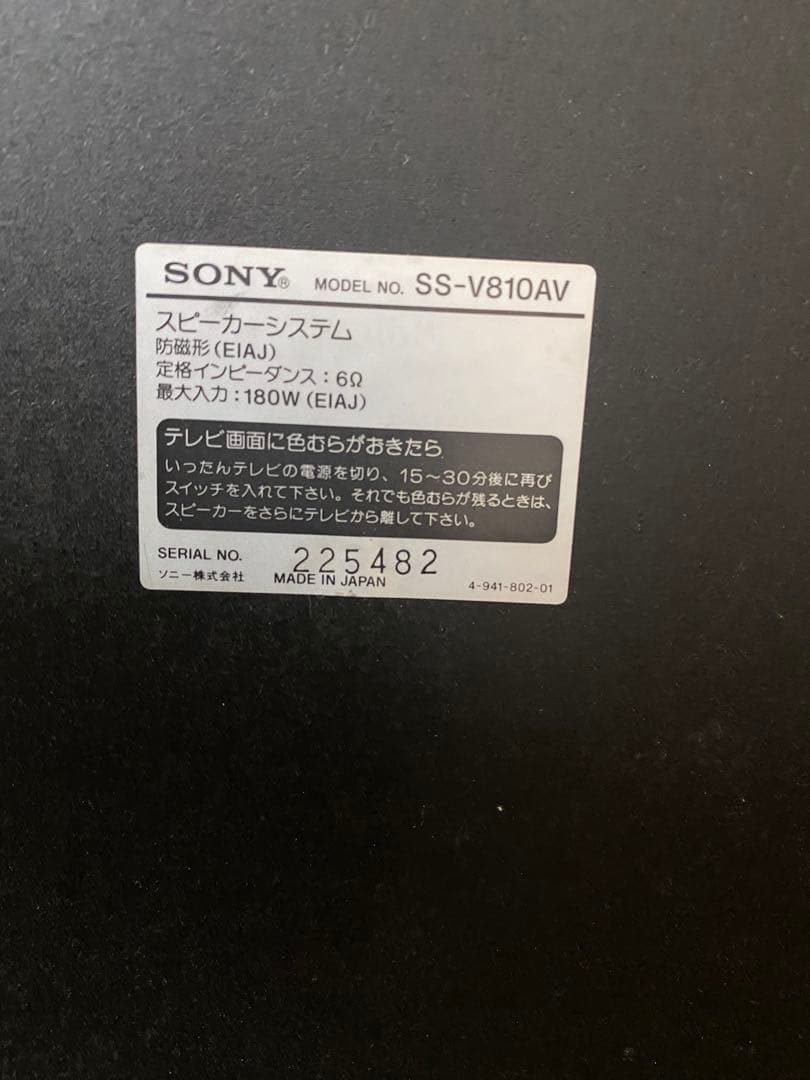 SONY® MODEL NO. SS-V810AV
スピーカーシステム
防磁形(EIAJ)
定格インピーダンス:6Ω
最大入力:180W(EIAJ)
テレビ画面に色むらがおきたら
いったんテレビの電源を切り、15〜30分後に再び
スイッチを入れて下さい。それでも色むらが残るときは、
スピーカーをさらにテレビから離して下さい。
SERIAL NO. 225482
ソニー株式会社 MADE IN JAPAN 4-941-802-01